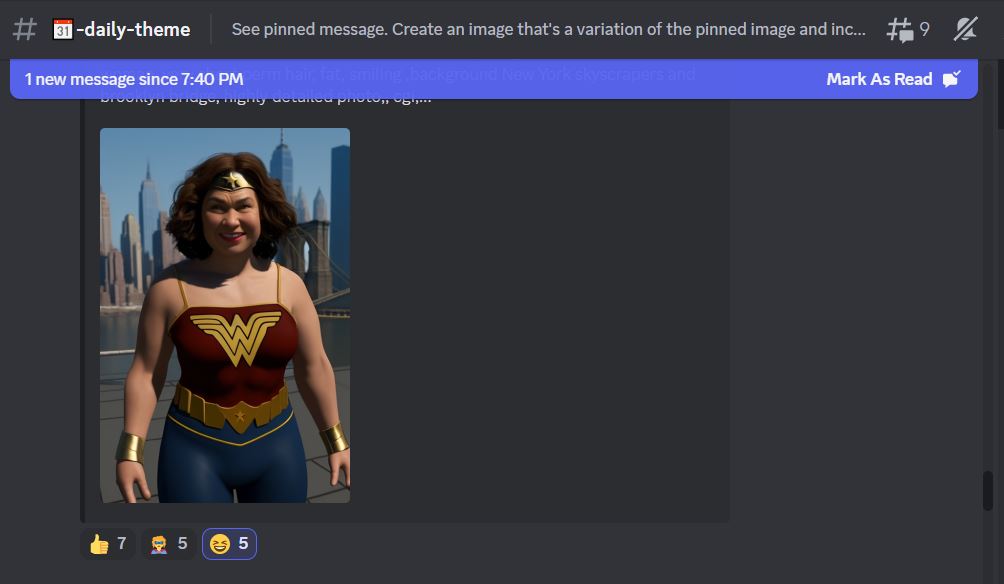 -daily-theme
See pinned message. Create an image that's a variation of the pinned image and inc...
9
1 new message since 7:40 PM
Mark As Read
perm hair, fat, smiling ,background New York skyscrapers and
brooklyn bridge, highly detailed photo,, cgi,...
W
7
5
5